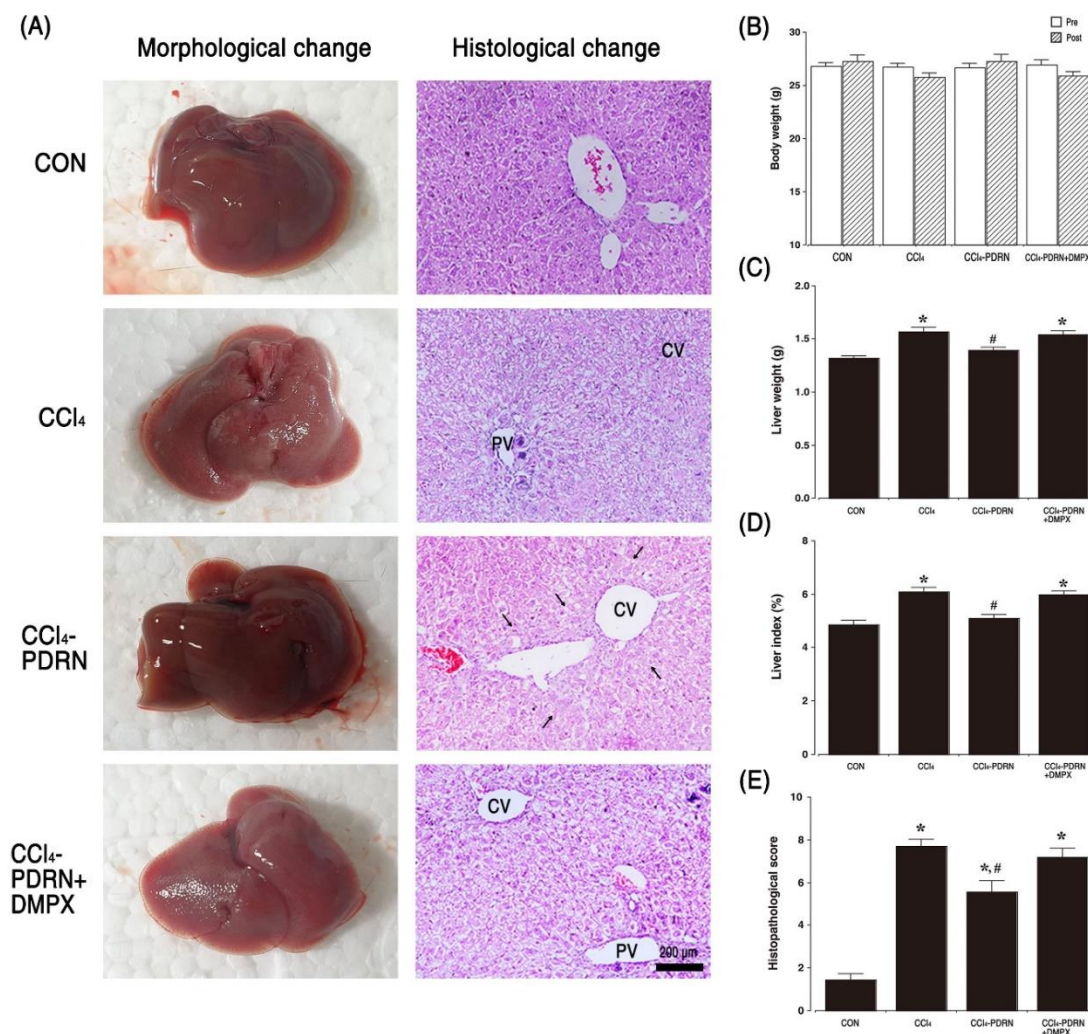 (A)
Morphological change
Histological change
CON
CCl₄
CV
PV
CCl₄-
PDRN
CV
CCl₄-
PDRN+
DMPX
CV
PV
200 µm
(B)
Pre
Post
Body weight (g)
30
25
20
15
10
CON
CCl₄
CCl₄-PDRN
CCl₄-PDRN+DMPX
(C)
Liver weight (g)
2.0
1.5
1.0
0.5
0.0
*
#
*
CON
CCl₄
CCl₄-PDRN
CCl₄-PDRN
+DMPX
(D)
Liver index (%)
8
6
4
2
0
*
#
*
CON
CCl₄
CCl₄-PDRN
CCl₄-PDRN
+DMPX
(E)
Histopathological score
10
8
6
4
2
0
*
*, #
*
CON
CCl₄
CCl₄-PDRN
CCl₄-PDRN
+DMPX